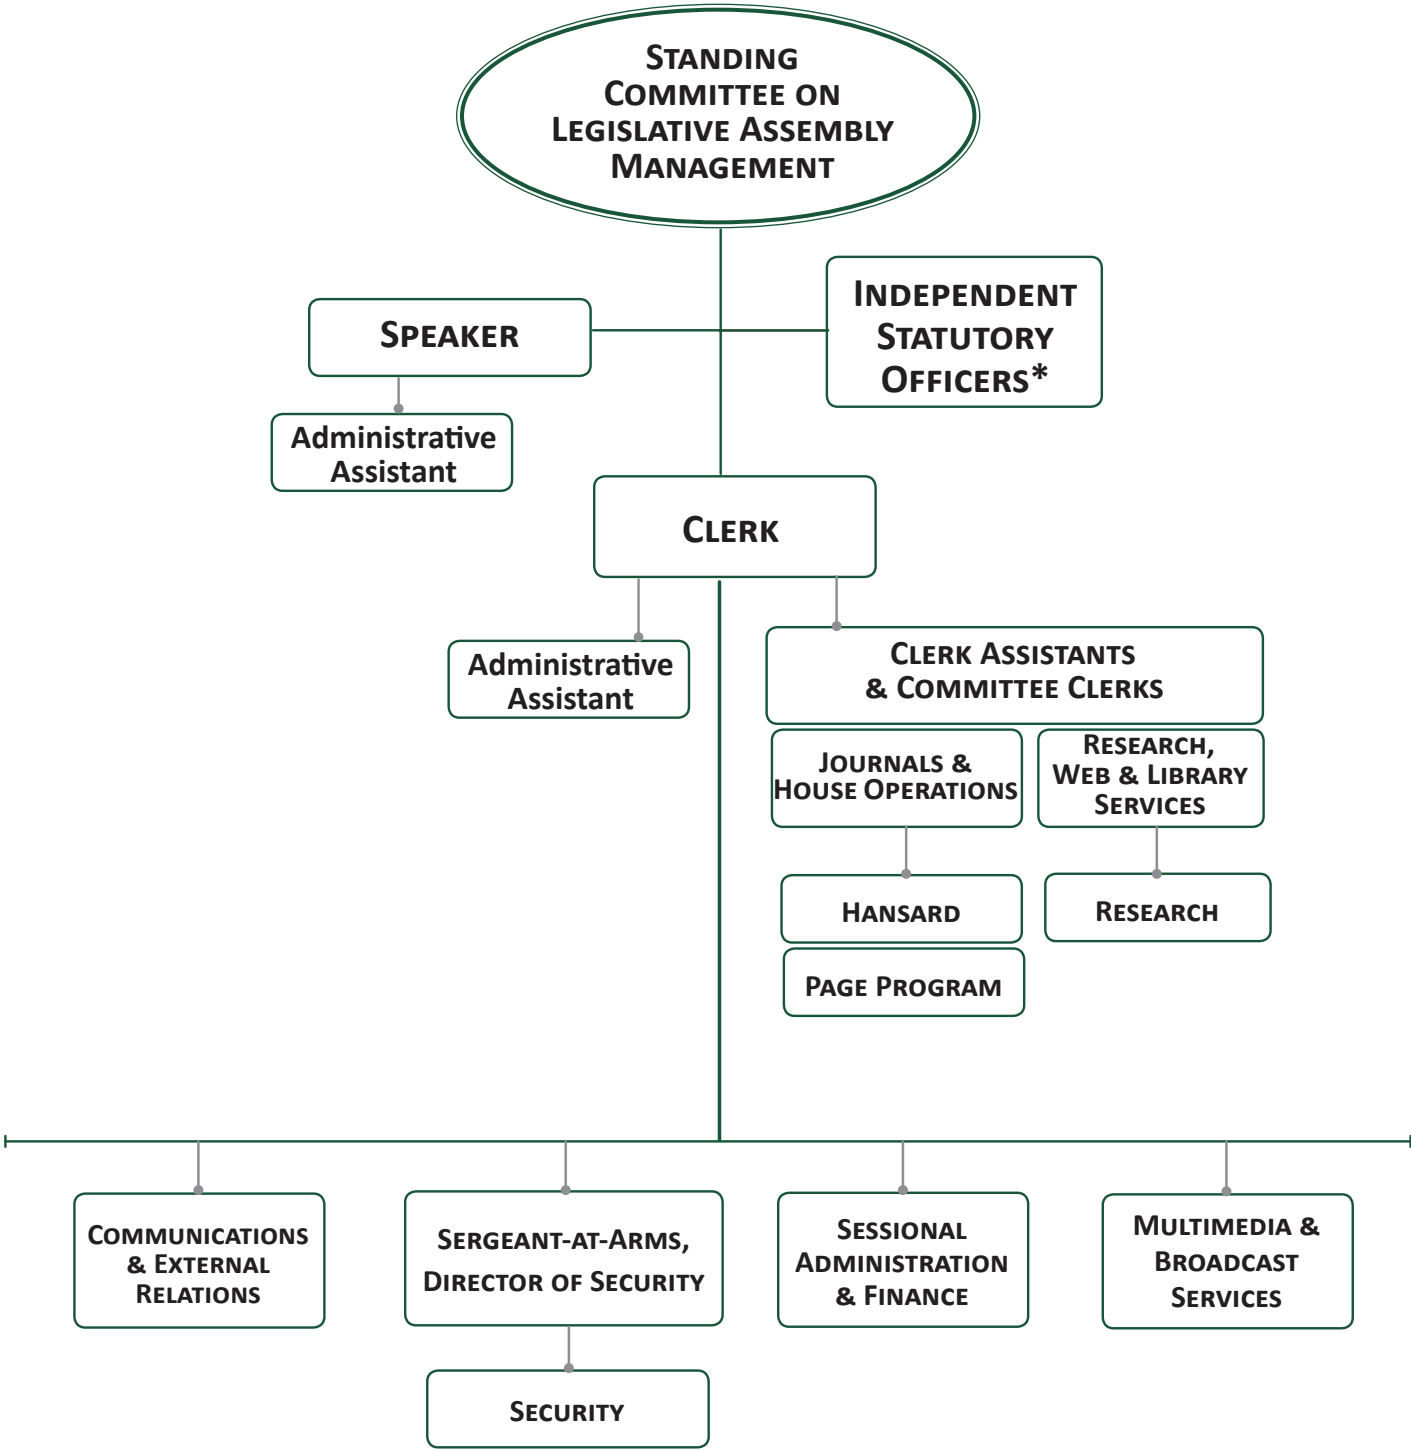 STANDING
COMMITTEE ON
LEGISLATIVE ASSEMBLY
MANAGEMENT
SPEAKER
INDEPENDENT
STATUTORY
OFFICERS*
Administrative
Assistant
CLERK
Administrative
Assistant
CLERK ASSISTANTS
& COMMITTEE CLERKS
JOURNALS &
HOUSE OPERATIONS
RESEARCH,
WEB & LIBRARY
SERVICES
HANSARD
RESEARCH
PAGE PROGRAM
COMMUNICATIONS
& EXTERNAL
RELATIONS
SERGEANT-AT-ARMS,
DIRECTOR OF SECURITY
SESSIONAL
ADMINISTRATION
& FINANCE
MULTIMEDIA &
BROADCAST
SERVICES
SECURITY